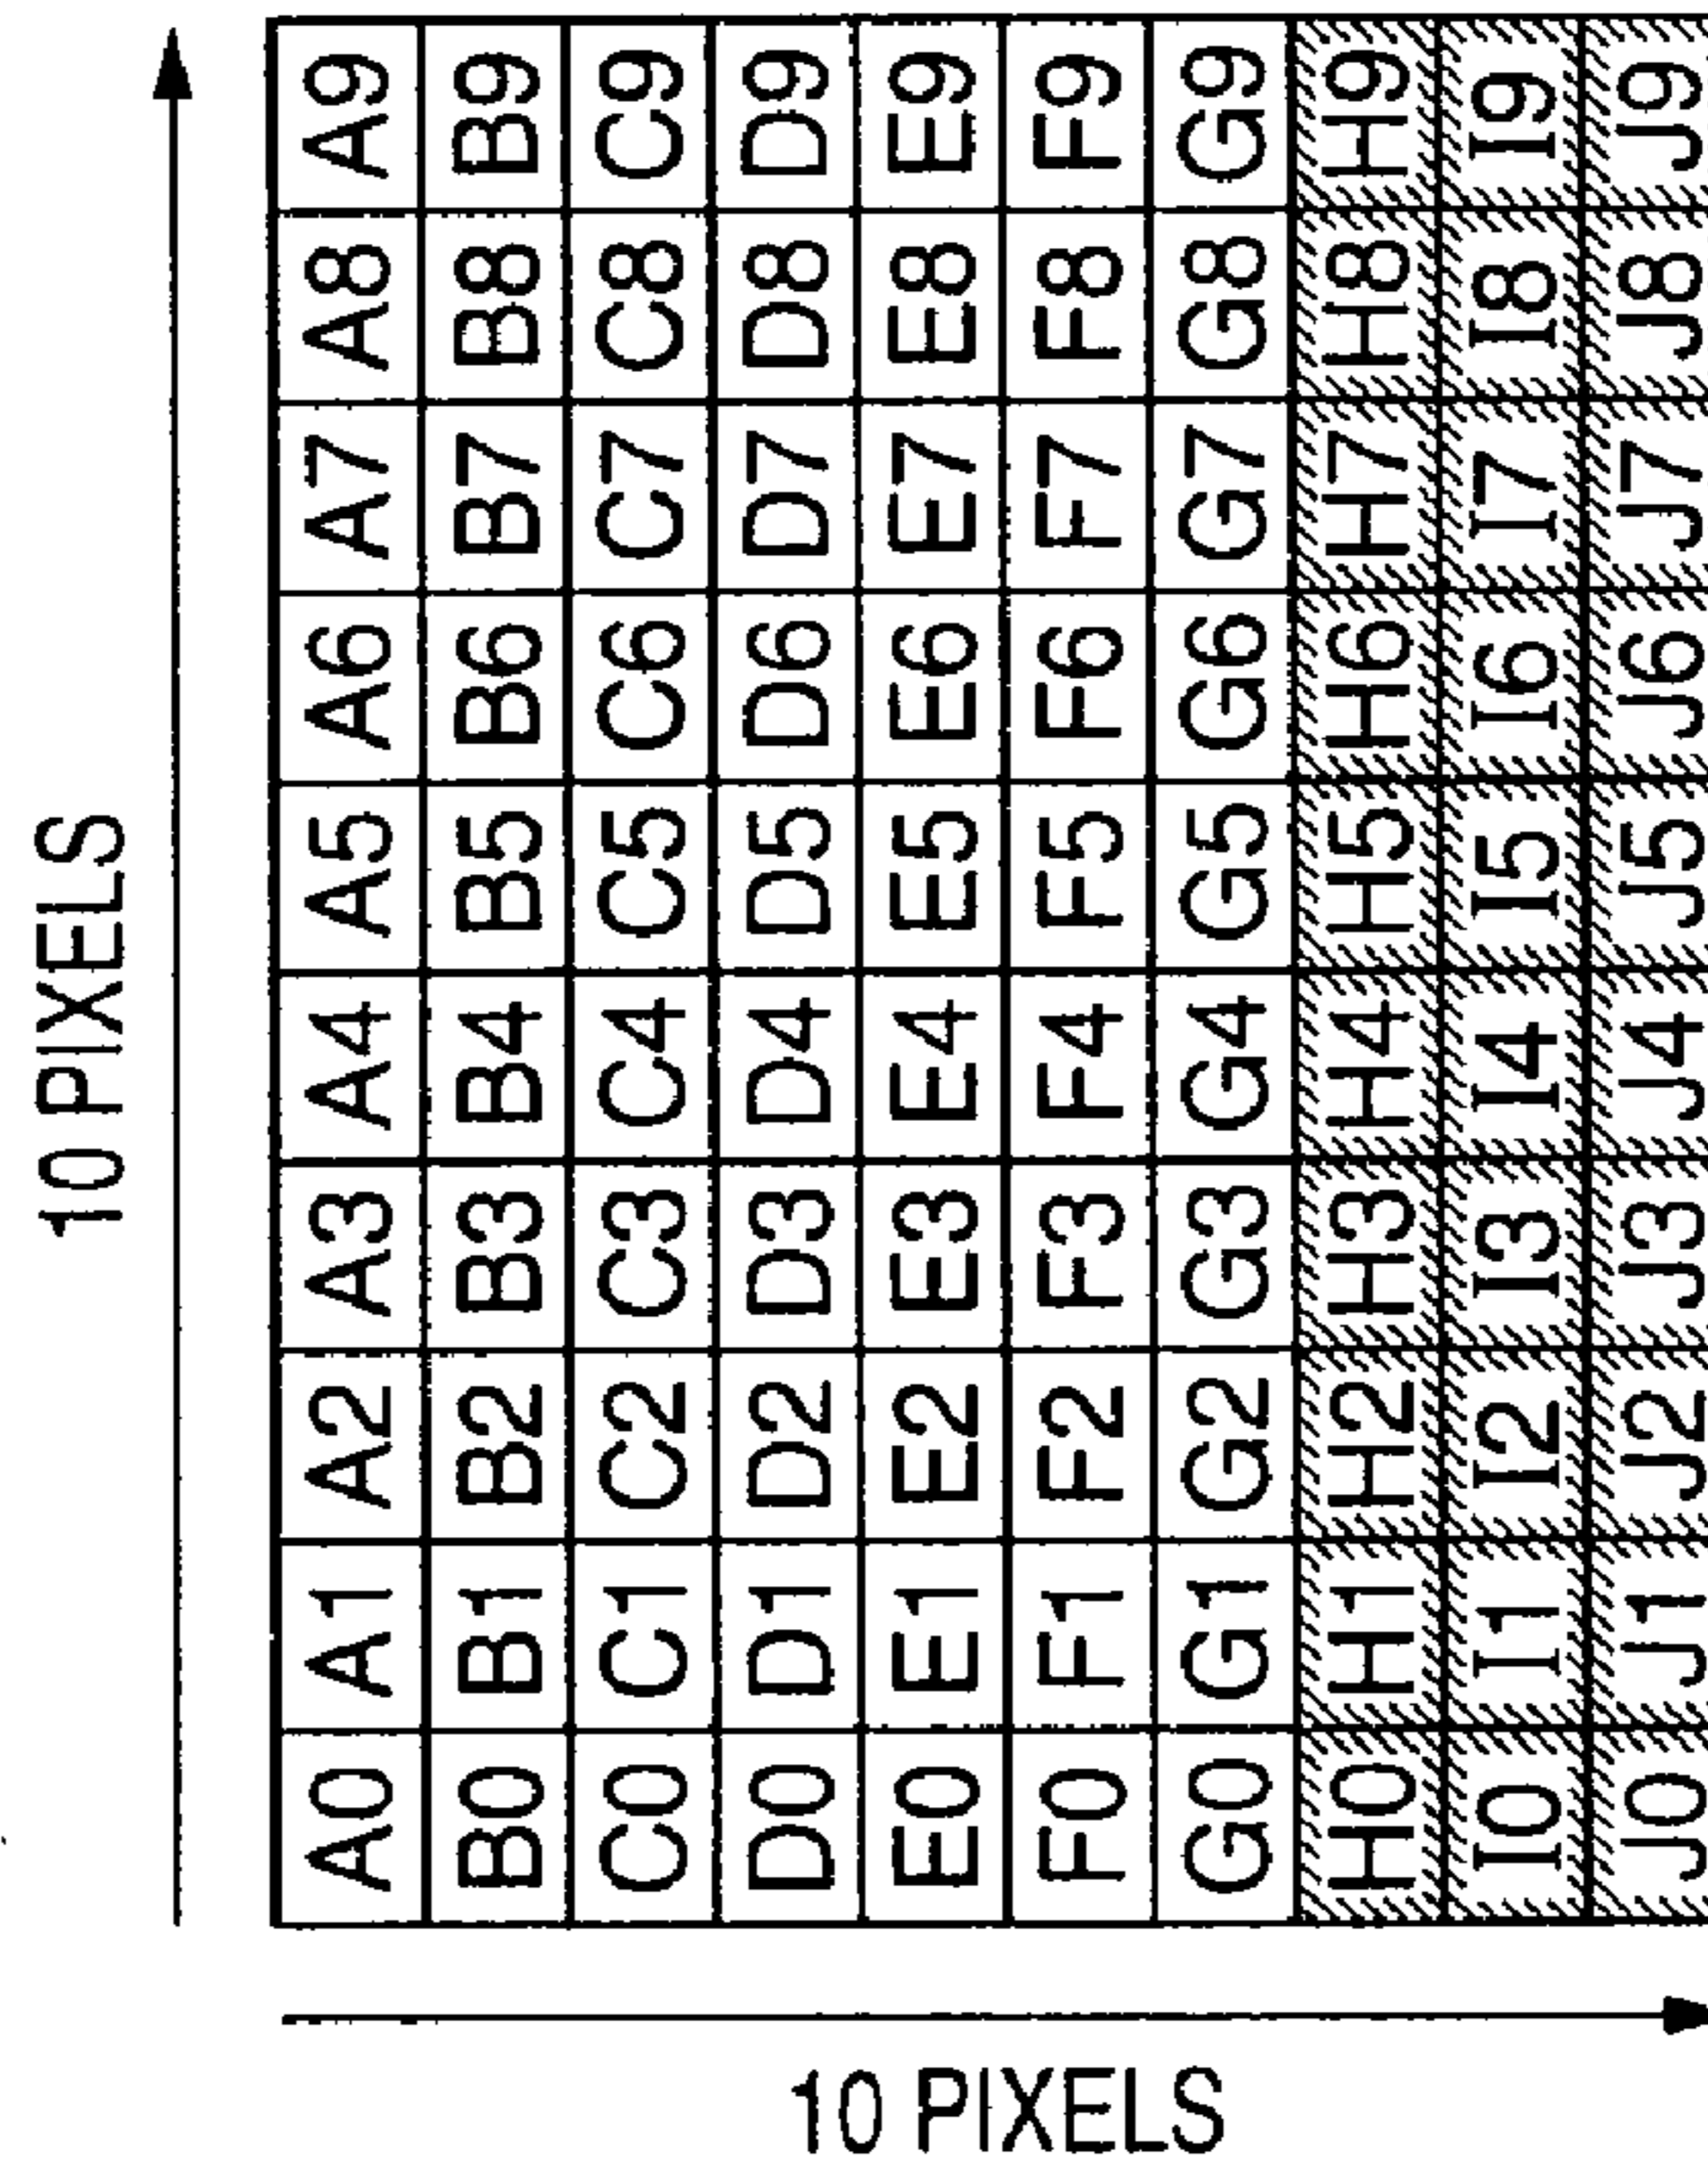 10 PIXELS
A0 A1 A2 A3 A4 A5 A6 A7 A8 A9
B0 B1 B2 B3 B4 B5 B6 B7 B8 B9
C0 C1 C2 C3 C4 C5 C6 C7 C8 C9
D0 D1 D2 D3 D4 D5 D6 D7 D8 D9
E0 E1 E2 E3 E4 E5 E6 E7 E8 E9
F0 F1 F2 F3 F4 F5 F6 F7 F8 F9
G0 G1 G2 G3 G4 G5 G6 G7 G8 G9
H0 H1 H2 H3 H4 H5 H6 H7 H8 H9
I0 I1 I2 I3 I4 I5 I6 I7 I8 I9
J0 J1 J2 J3 J4 J5 J6 J7 J8 J9
10 PIXELS